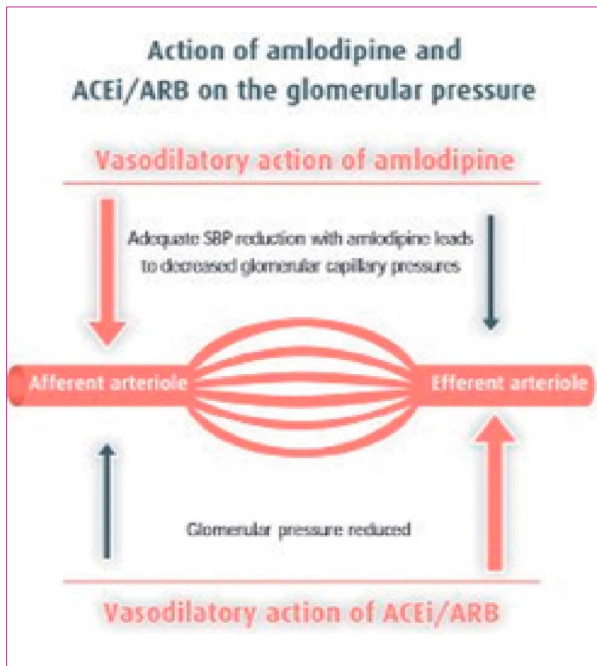 Action of amlodipine and
ACEi/ARB on the glomerular pressure
Vasodilatory action of amlodipine
Adequate SBP reduction with amlodipine leads
to decreased glomerular capillary pressures
Afferent arteriole
Efferent arteriole
Glomerular pressure reduced
Vasodilatory action of ACEi/ARB